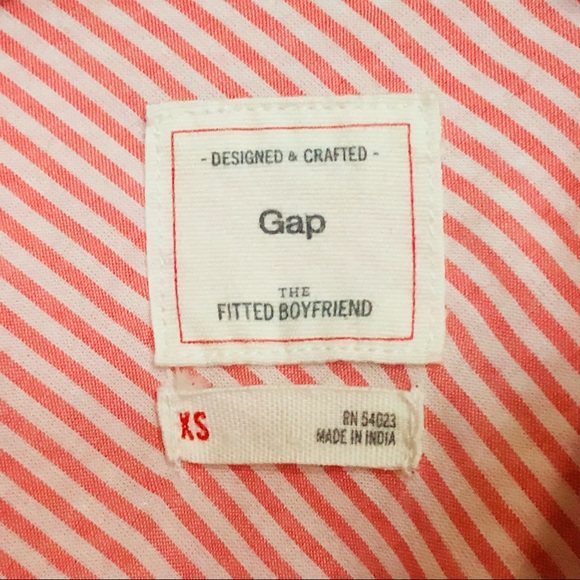 - DESIGNED & CRAFTED -
Gap
THE
FITTED BOYFRIEND
XS
RN 54023
MADE IN INDIA